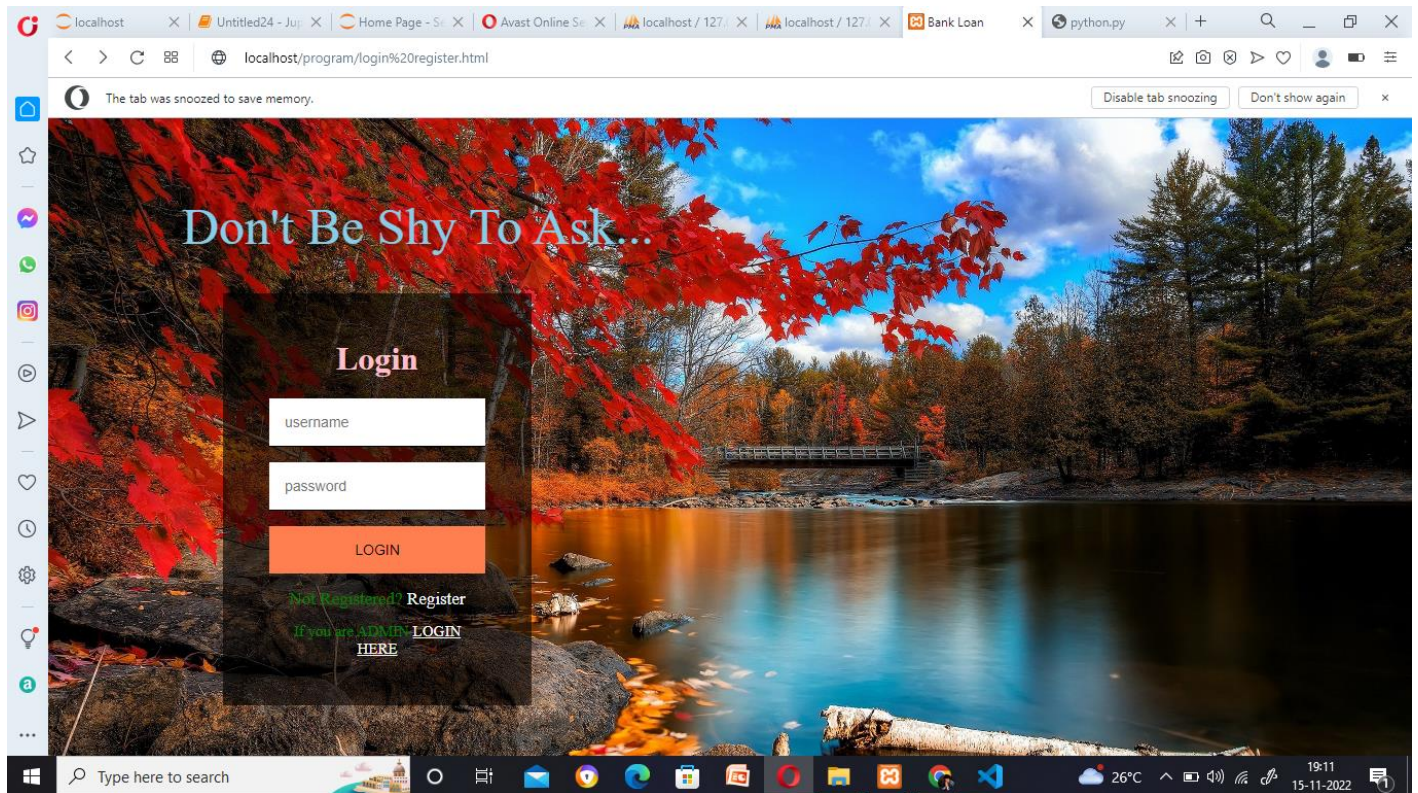 localhost
Untitled24 - Jup
Home Page - Se
Avast Online Se
localhost / 127.
localhost / 127.
Bank Loan
python.py
localhost/program/login%20register.html
The tab was snoozed to save memory.
Disable tab snoozing
Don't show again
Don't Be Shy To Ask...
Login
username
password
LOGIN
Not Registered? Register
If you are ADMIN LOGIN
HERE
Type here to search
26°C
19:11
15-11-2022